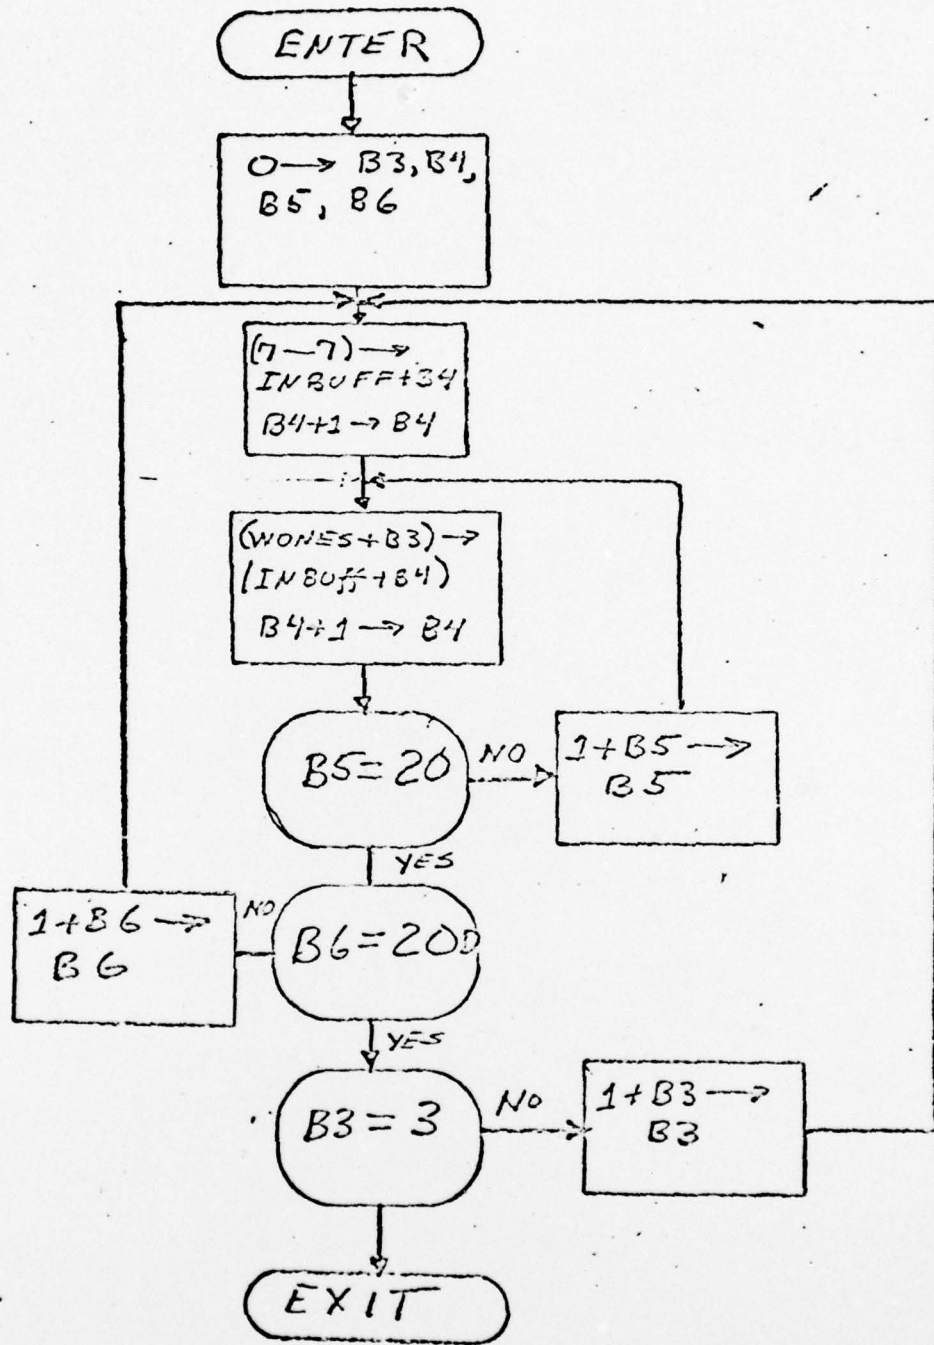 ENTER
0 → B3, B4,
B5, B6
(7—7) →
INBUFF+B4
B4+1 → B4
(WONES+B3) →
(INBUff+B4)
B4+1 → B4
B5=20
NO
1+B5 →
B5
YES
1+B6 →
B6
NO
B6=20D
YES
B3=3
NO
1+B3 →
B3
EXIT